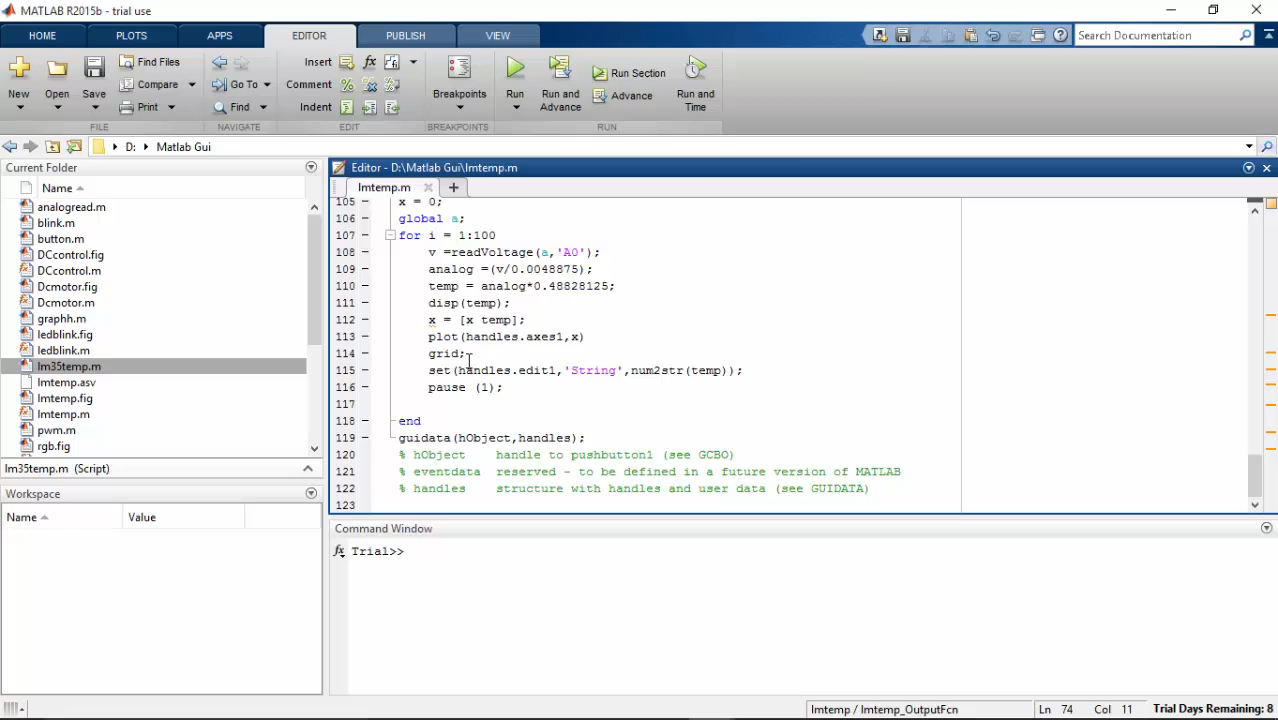 MATLAB R2015b - trial use
HOME PLOTS APPS EDITOR PUBLISH VIEW Search Documentation
New Open Save Find Files Compare Print
Go To Find
Insert fx Comment % Indent
Breakpoints
Run Run and Advance Run Section Advance Run and Time
FILE NAVIGATE EDIT BREAKPOINTS RUN
D: Matlab Gui
Current Folder
Name
analogread.m
blink.m
button.m
DCcontrol.fig
DCcontrol.m
Dcmotor.fig
Dcmotor.m
graphh.m
ledblink.fig
ledblink.m
lm35temp.m
lmtemp.asv
lmtemp.fig
lmtemp.m
pwm.m
rgb.fig
lm35temp.m (Script)
Workspace
Name Value
Editor - D:\Matlab Gui\lmtemp.m
lmtemp.m
105 x = 0;
106 global a;
107 for i = 1:100
108 v =readVoltage(a,'A0');
109 analog =(v/0.0048875);
110 temp = analog*0.48828125;
111 disp(temp);
112 x = [x temp];
113 plot(handles.axes1,x)
114 grid;
115 set(handles.edit1,'String',num2str(temp));
116 pause (1);
117
118 end
119 guidata(hObject,handles);
120 % hObject    handle to pushbutton1 (see GCBO)
121 % eventdata  reserved - to be defined in a future version of MATLAB
122 % handles    structure with handles and user data (see GUIDATA)
123
Command Window
fx Trial>>
lmtemp / lmtemp_OutputFcn Ln 74 Col 11 Trial Days Remaining: 8